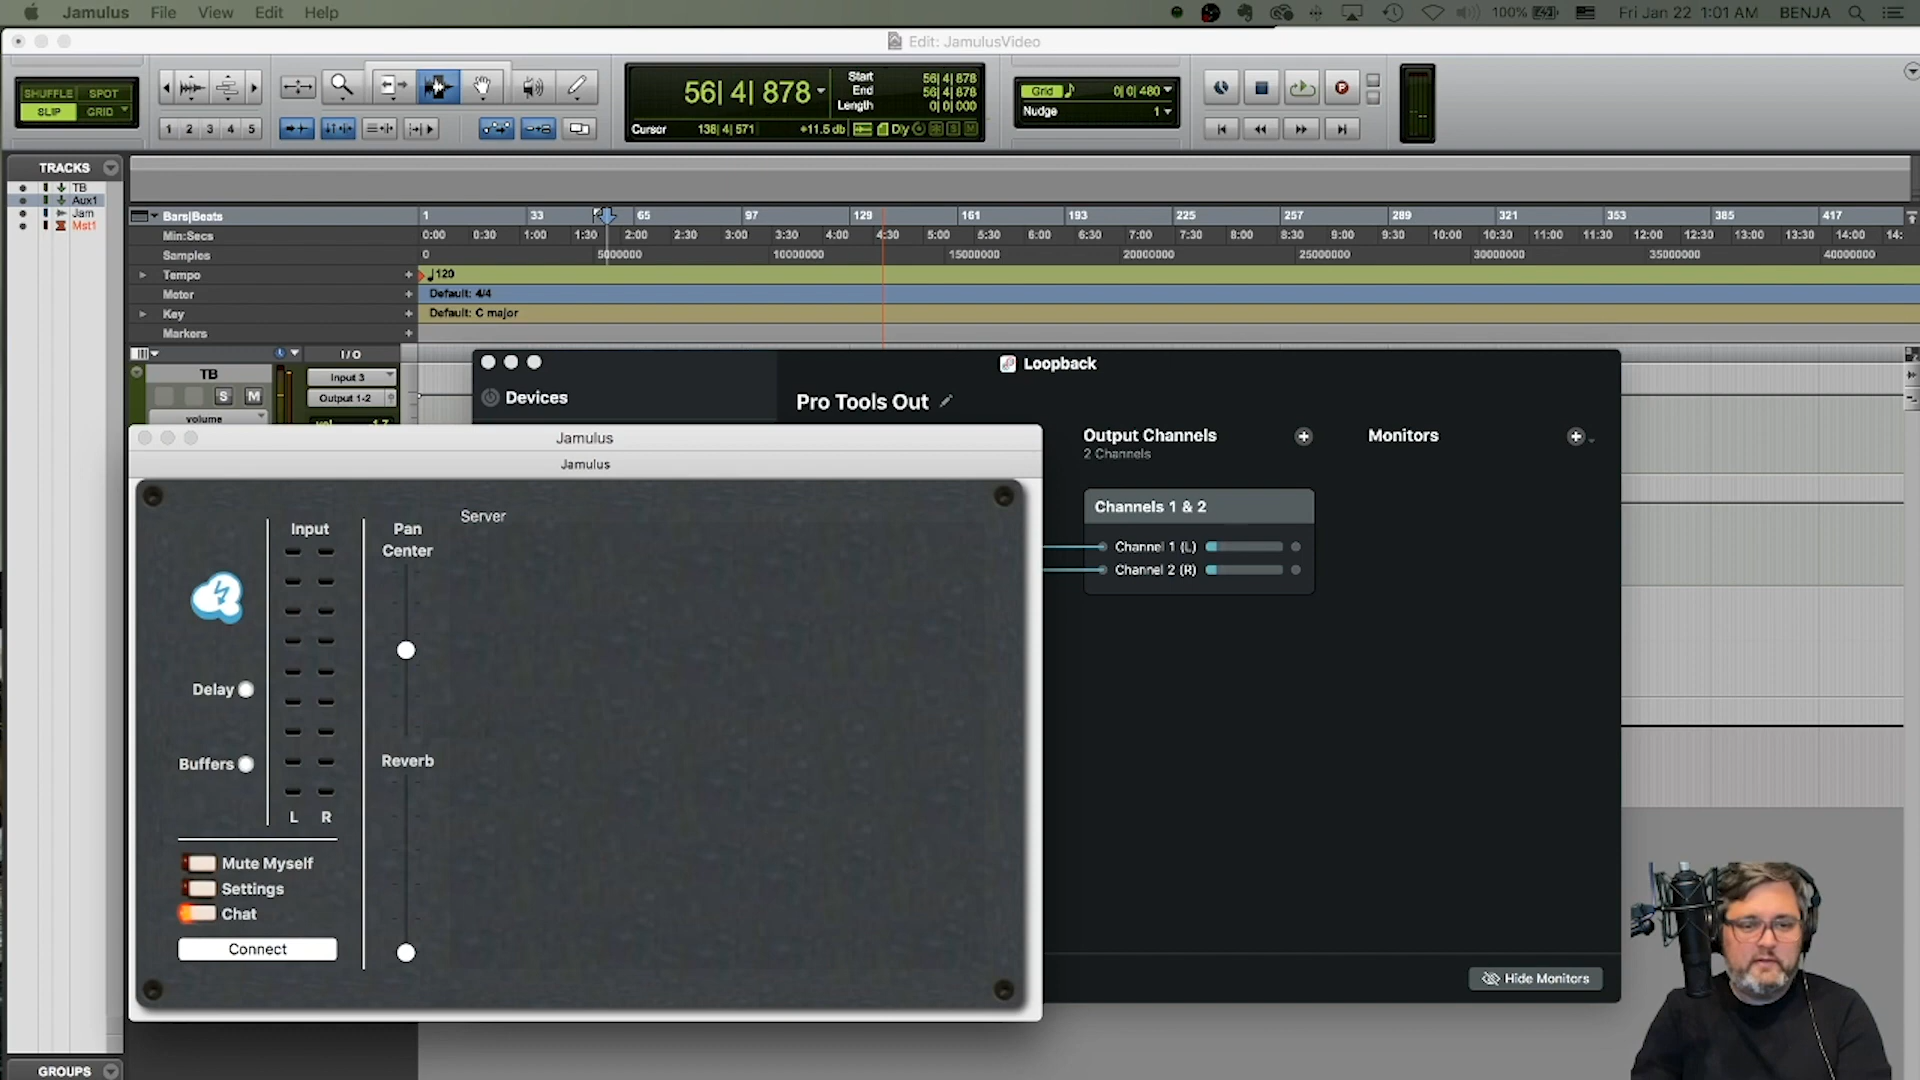 Jamulus File View Edit Help
100% Fri Jan 22 1:01 AM BENJA
Edit: JamulusVideo
SHUFFLE SPOT
SLIP GRID
1 2 3 4 5
56| 4| 878
Start 56| 4| 878
End 56| 4| 878
Length 0| 0| 000
Cursor 138| 4| 571 +11.5 db Dly
Grid 0| 0| 480
Nudge 1
TRACKS
TB
Aux1
Jam
Mst1
Bars|Beats 1 33 65 97 129 161 193 225 257 289 321 353 385 417
Min:Secs 0:00 0:30 1:00 1:30 2:00 2:30 3:00 3:30 4:00 4:30 5:00 5:30 6:00 6:30 7:00 7:30 8:00 8:30 9:00 9:30 10:00 10:30 11:00 11:30 12:00 12:30 13:00 13:30 14:00 14:
Samples 0 5000000 10000000 15000000 20000000 25000000 30000000 35000000 40000000
Tempo 120
Meter Default: 4/4
Key Default: C major
Markers
I/O
TB Input 3
S M Output 1-2
volume
Loopback
Devices
Pro Tools Out
Output Channels
2 Channels
Monitors
Channels 1 & 2
Channel 1 (L)
Channel 2 (R)
Hide Monitors
Jamulus
Jamulus
Server
Input Pan
Center
Delay
Buffers
Reverb
L R
Mute Myself
Settings
Chat
Connect
GROUPS